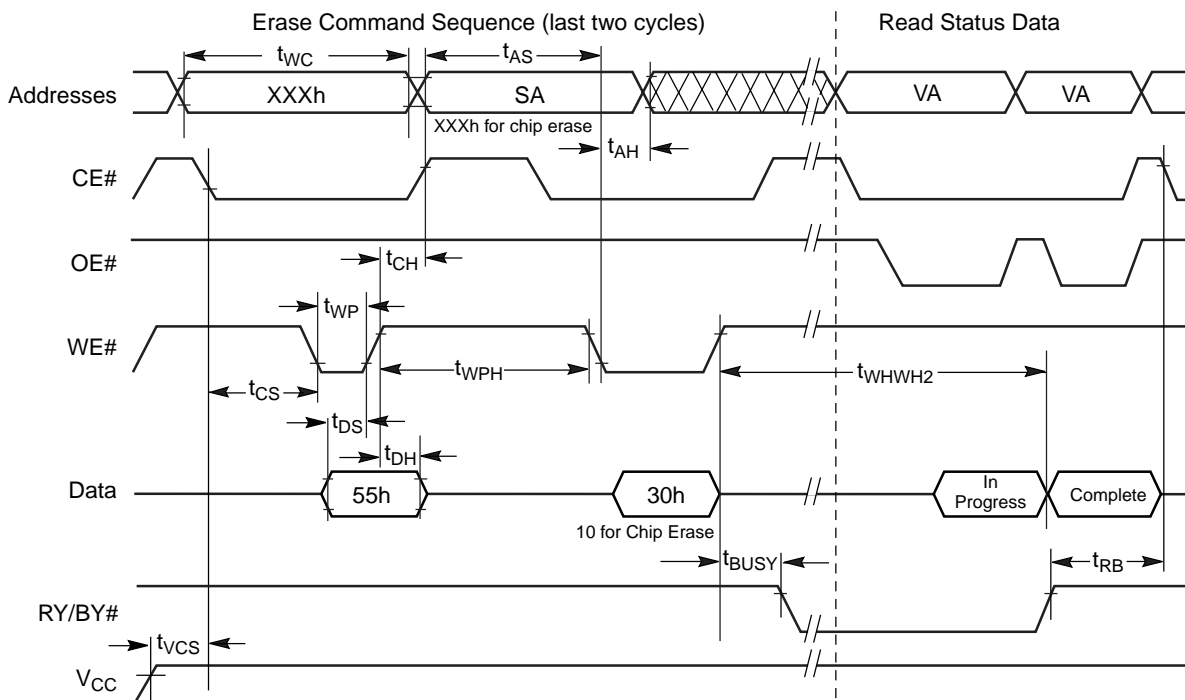 Erase Command Sequence (last two cycles)
Read Status Data
tWC
tAS
Addresses
XXXh
SA
VA
VA
XXXh for chip erase
tAH
CE#
OE#
tCH
tWP
WE#
tWPH
tWHWH2
tCS
tDS
tDH
Data
55h
30h
In
Progress
Complete
10 for Chip Erase
tBUSY
tRB
RY/BY#
tVCS
VCC